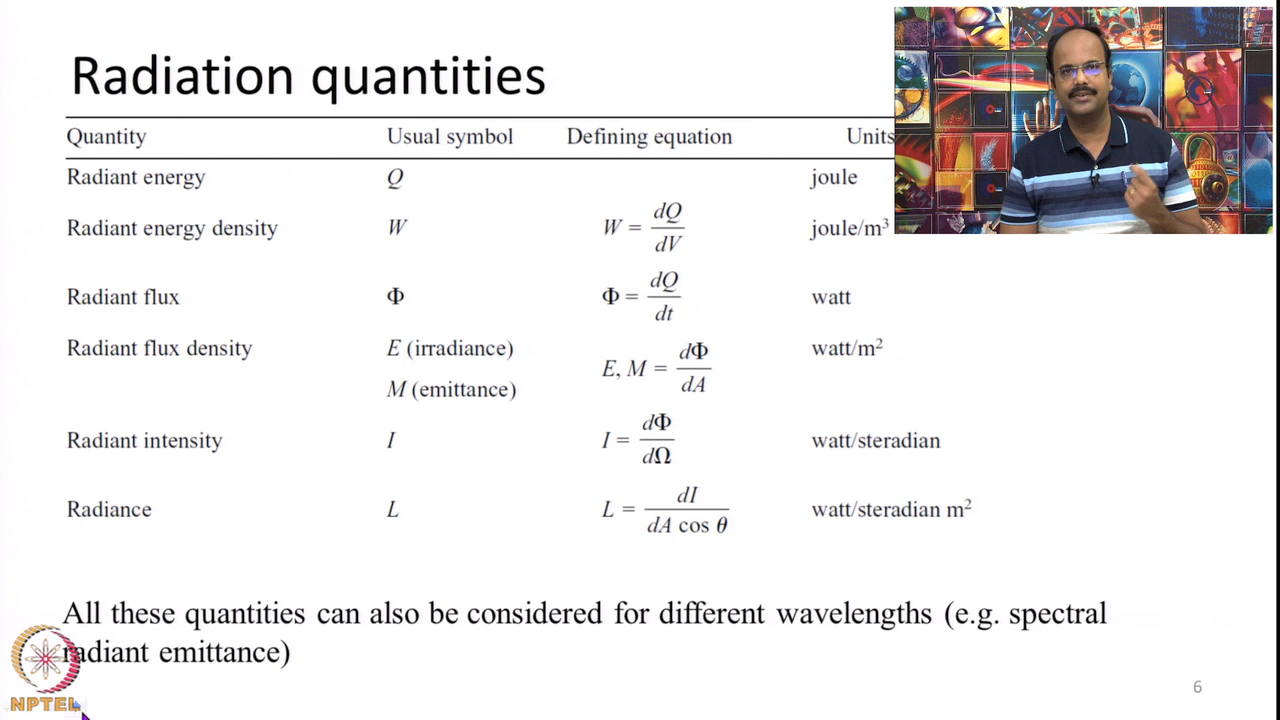 Radiation quantities
Quantity Usual symbol Defining equation Units
Radiant energy Q joule
Radiant energy density W W = dQ/dV joule/m³
Radiant flux Φ Φ = dQ/dt watt
Radiant flux density E (irradiance) E, M = dΦ/dA watt/m²
M (emittance)
Radiant intensity I I = dΦ/dΩ watt/steradian
Radiance L L = dI/dA cos θ watt/steradian m²
All these quantities can also be considered for different wavelengths (e.g. spectral
radiant emittance)
6
NPTEL